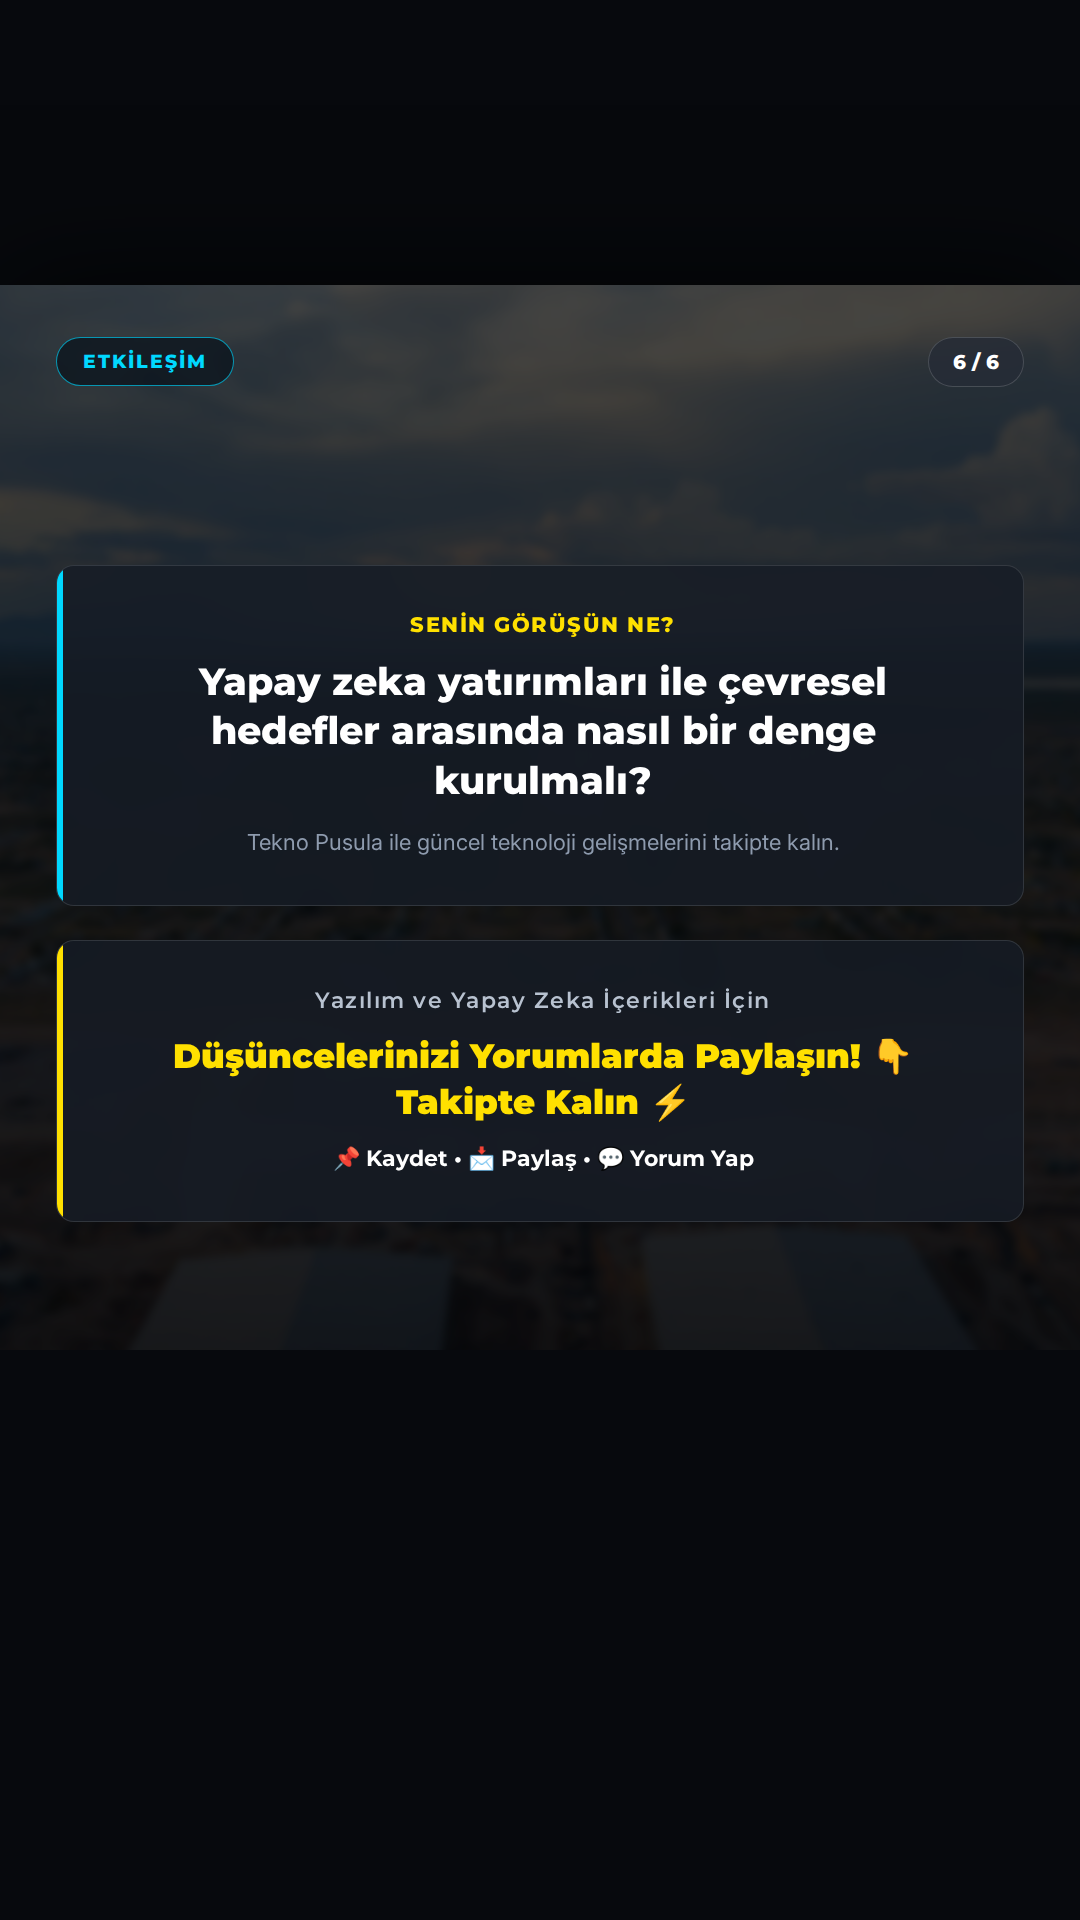 ETKİLEŞİM
6 / 6
SENİN GÖRÜŞÜN NE?
Yapay zeka yatırımları ile çevresel
hedefler arasında nasıl bir denge
kurulmalı?
Tekno Pusula ile güncel teknoloji gelişmelerini takipte kalın.
Yazılım ve Yapay Zeka İçerikleri İçin
Düşüncelerinizi Yorumlarda Paylaşın! 👇
Takipte Kalın ⚡
📌 Kaydet • 📩 Paylaş • 💬 Yorum Yap